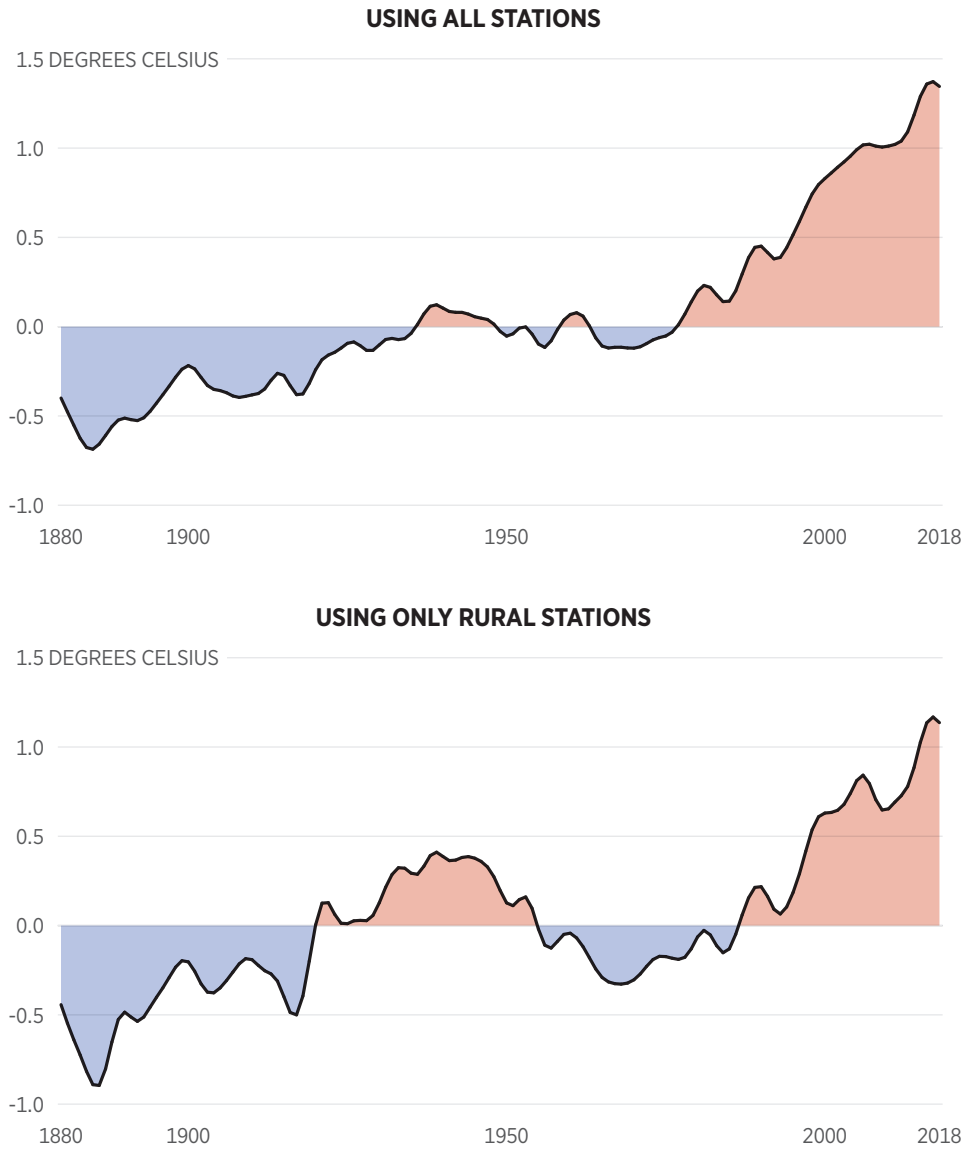 USING ALL STATIONS
1.5 DEGREES CELSIUS
1.0
0.5
0.0
-0.5
-1.0
1880 1900 1950 2000 2018
USING ONLY RURAL STATIONS
1.5 DEGREES CELSIUS
1.0
0.5
0.0
-0.5
-1.0
1880 1900 1950 2000 2018